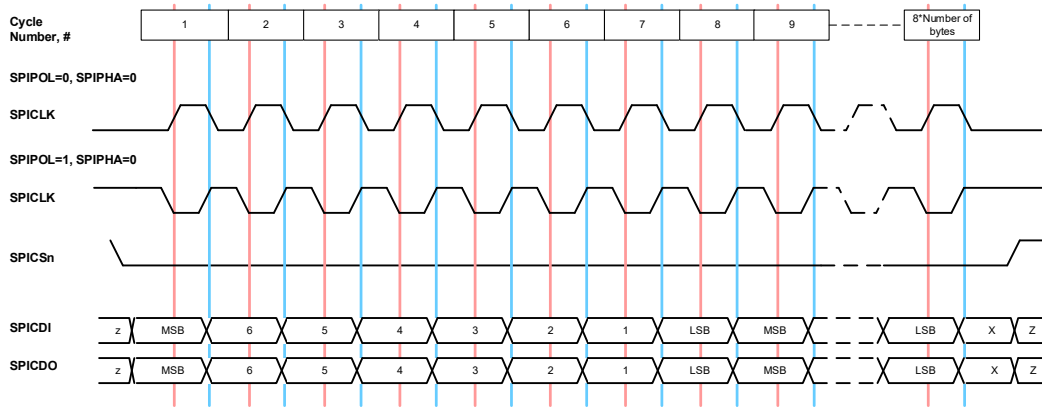 Cycle
Number, #
1 2 3 4 5 6 7 8 9
8*Number of
bytes
SPIPOL=0, SPIPHA=0
SPICLK
SPIPOL=1, SPIPHA=0
SPICLK
SPICSn
SPICDI
z MSB 6 5 4 3 2 1 LSB MSB LSB X Z
SPICDO
z MSB 6 5 4 3 2 1 LSB MSB LSB X Z